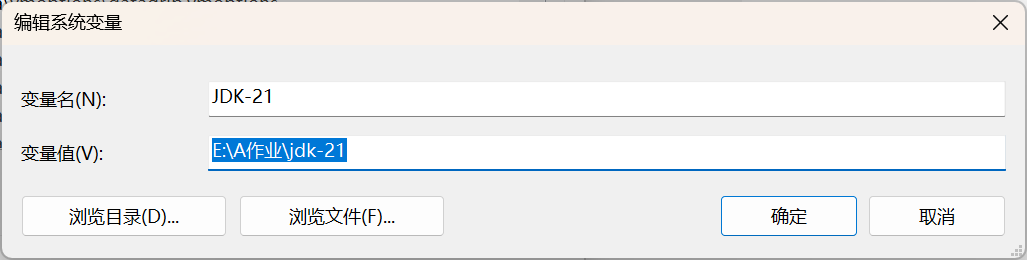 编辑系统变量
变量名(N):
JDK-21
变量值(V):
E:\A作业\jdk-21
浏览目录(D)...
浏览文件(F)...
确定
取消